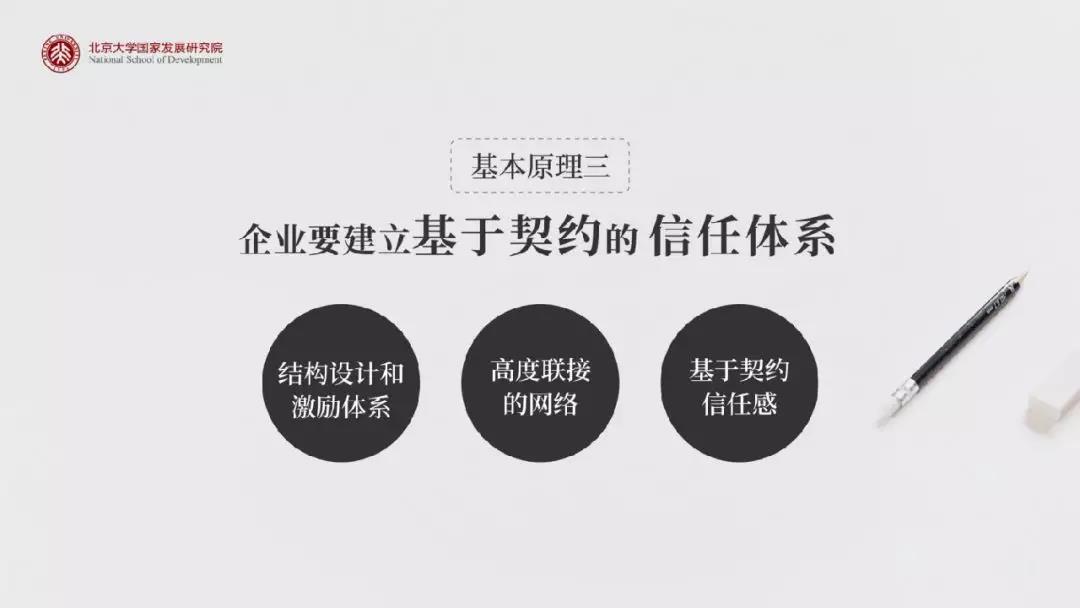 北京大学国家发展研究院
National School of Development
基本原理三
企业要建立基于契约的信任体系
结构设计和
激励体系
高度联接
的网络
基于契约
信任感